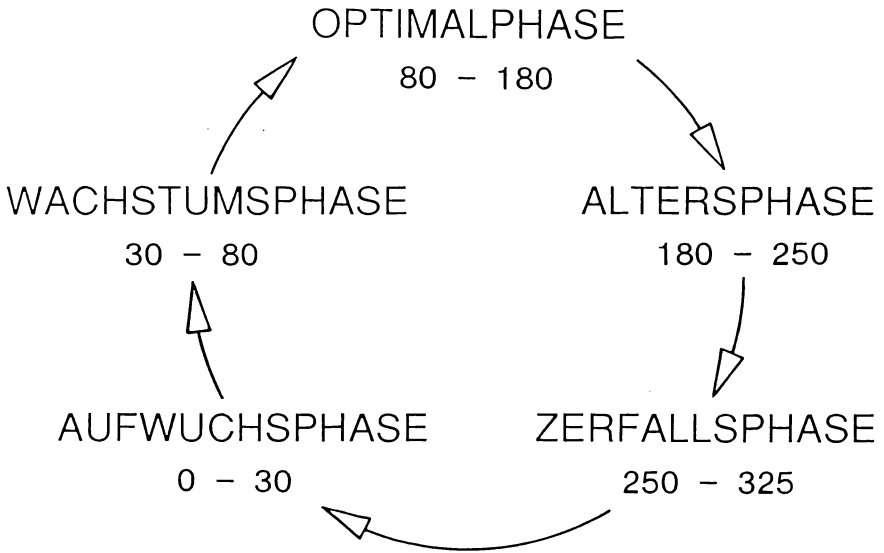 OPTIMALPHASE
80 – 180
WACHSTUMSPHASE
30 – 80
ALTERSPHASE
180 – 250
AUFWUCHSPHASE
0 – 30
ZERFALLSPHASE
250 – 325